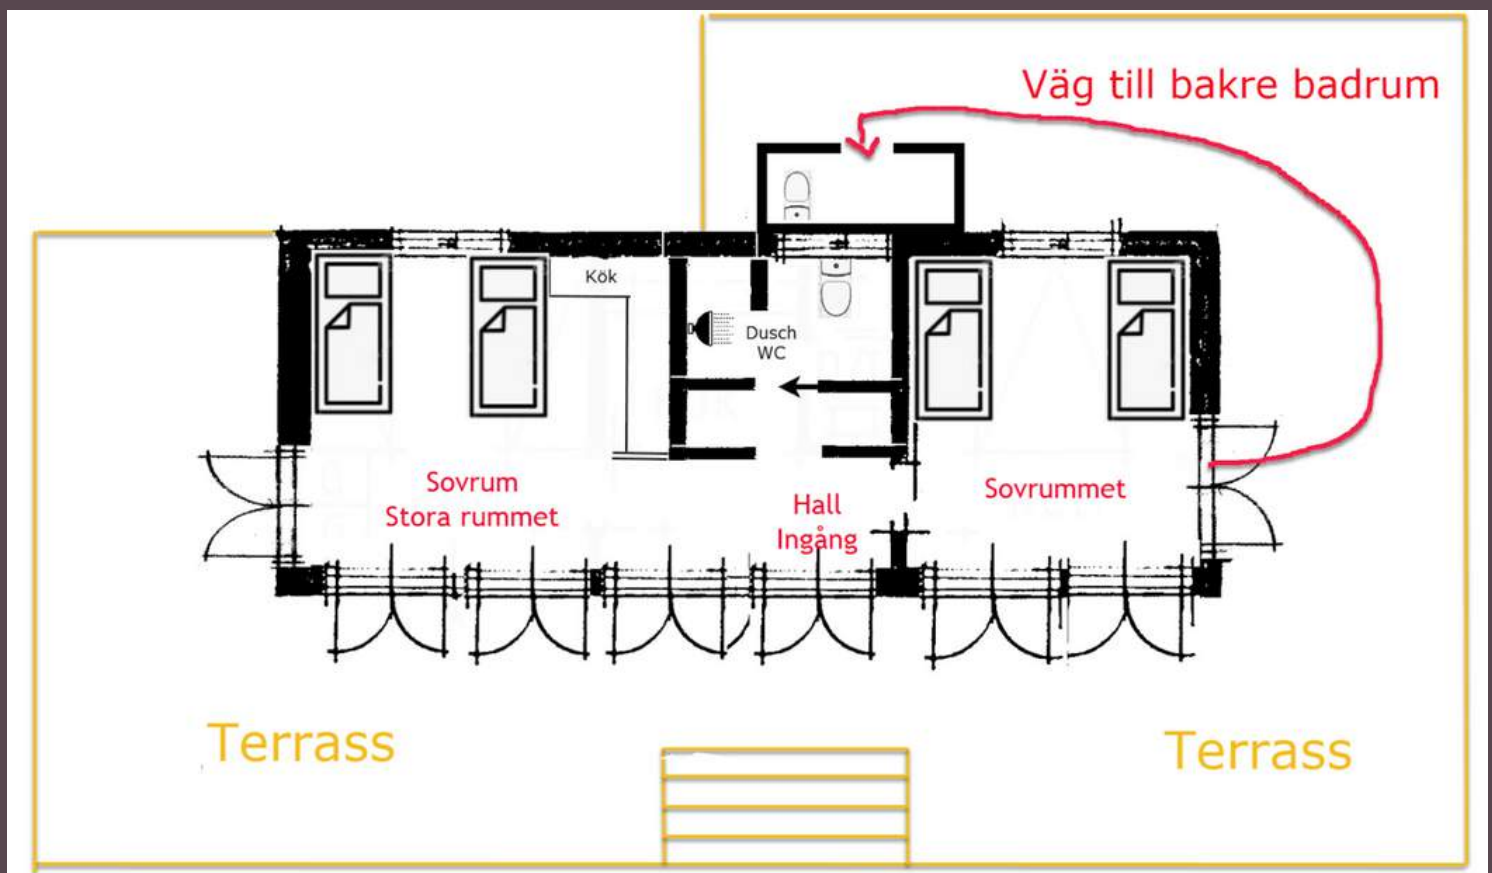 Väg till bakre badrum
Kök
Dusch
WC
Sovrum
Stora rummet
Hall
Ingång
Sovrummet
Terrass
Terrass